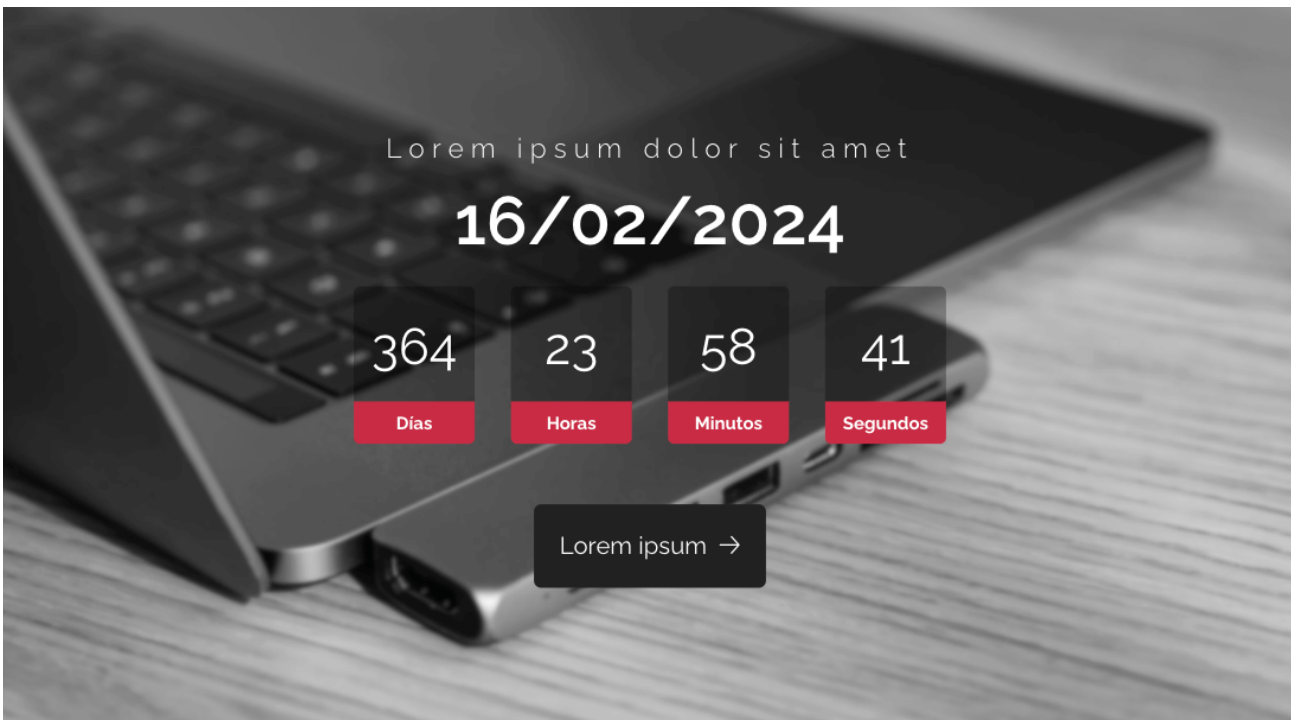 Lorem ipsum dolor sit amet
16/02/2024
364 23 58 41
Días Horas Minutos Segundos
Lorem ipsum →